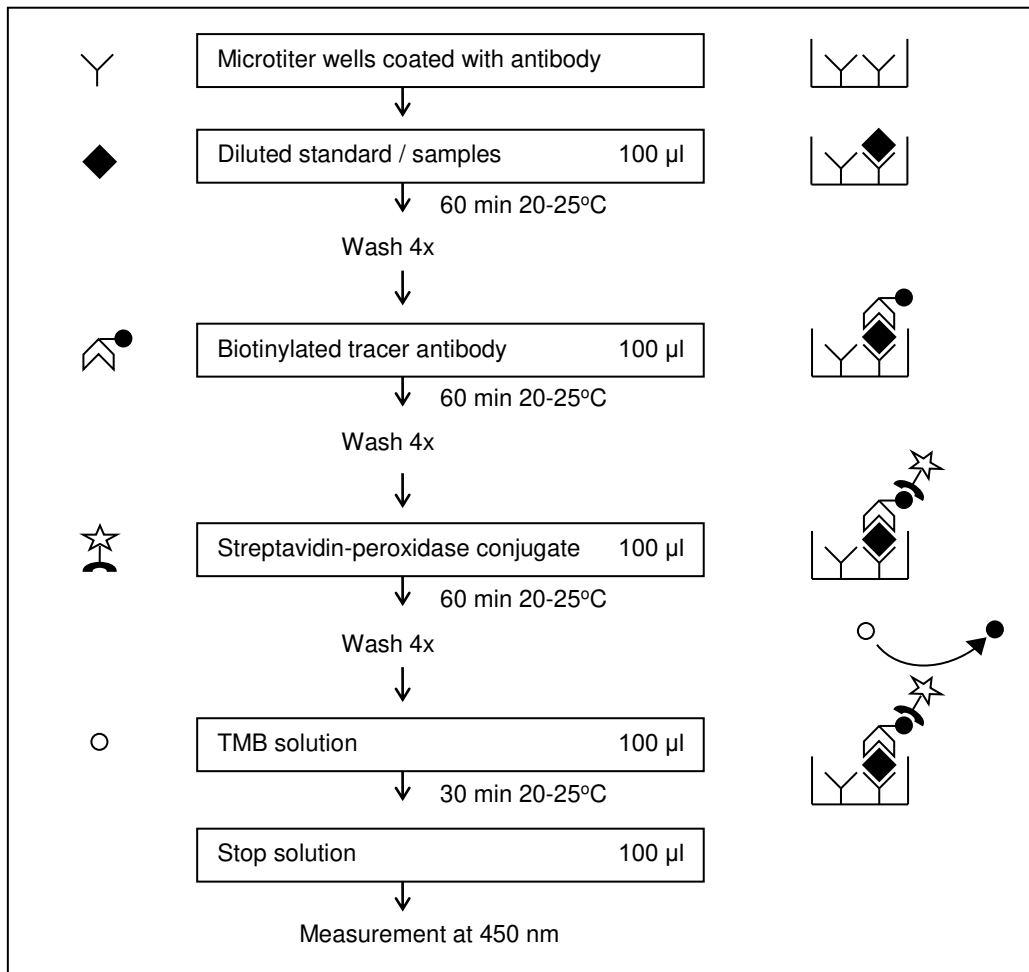 Microtiter wells coated with antibody
Diluted standard / samples 100 µl
60 min 20-25°C
Wash 4x
Biotinylated tracer antibody 100 µl
60 min 20-25°C
Wash 4x
Streptavidin-peroxidase conjugate 100 µl
60 min 20-25°C
Wash 4x
TMB solution 100 µl
30 min 20-25°C
Stop solution 100 µl
Measurement at 450 nm